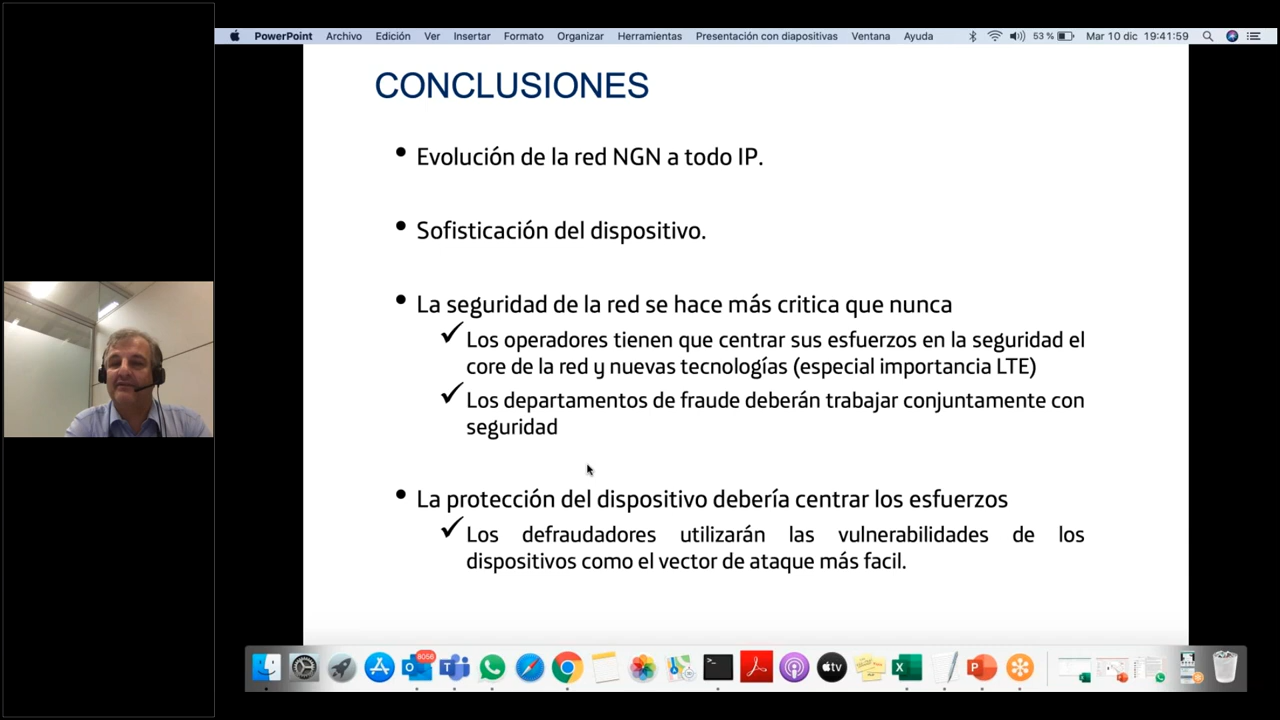 PowerPoint Archivo Edición Ver Insertar Formato Organizar Herramientas Presentación con diapositivas Ventana Ayuda 53 % Mar 10 dic 19:41:59
CONCLUSIONES
• Evolución de la red NGN a todo IP.
• Sofisticación del dispositivo.
• La seguridad de la red se hace más critica que nunca
✓ Los operadores tienen que centrar sus esfuerzos en la seguridad el
core de la red y nuevas tecnologías (especial importancia LTE)
✓ Los departamentos de fraude deberán trabajar conjuntamente con
seguridad
• La protección del dispositivo debería centrar los esfuerzos
✓ Los defraudadores utilizarán las vulnerabilidades de los
dispositivos como el vector de ataque más facil.
8056
tv